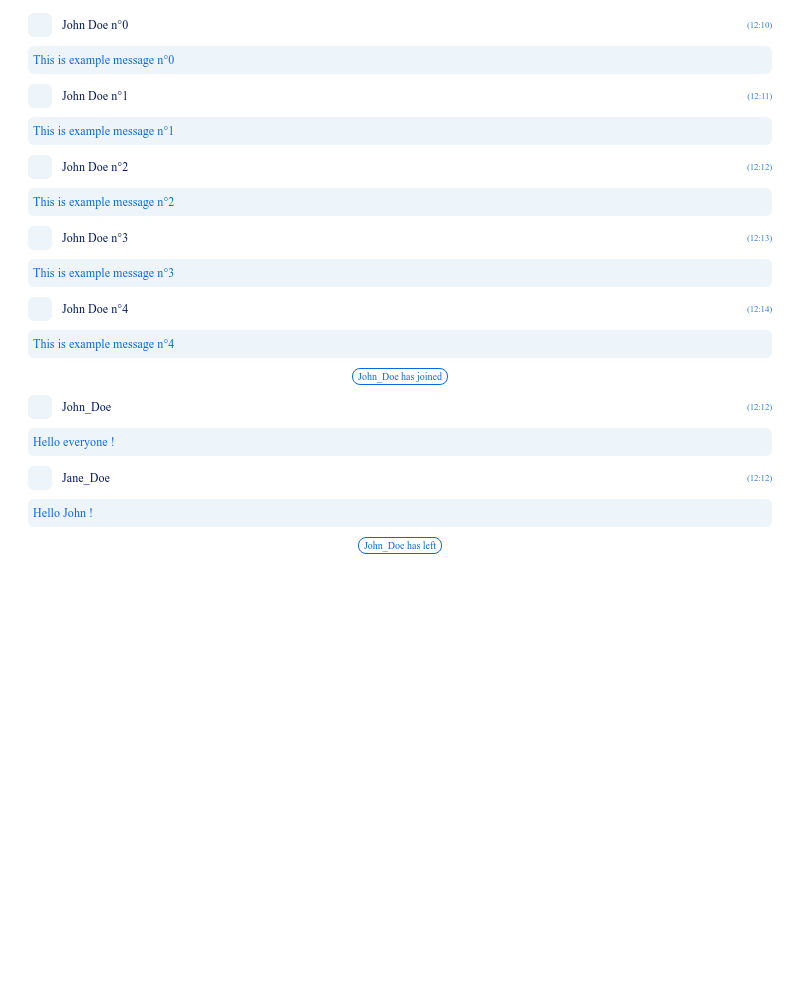 John Doe n°0 (12:10)
This is example message n°0
John Doe n°1 (12:11)
This is example message n°1
John Doe n°2 (12:12)
This is example message n°2
John Doe n°3 (12:13)
This is example message n°3
John Doe n°4 (12:14)
This is example message n°4
John_Doe has joined
John_Doe (12:12)
Hello everyone !
Jane_Doe (12:12)
Hello John !
John_Doe has left